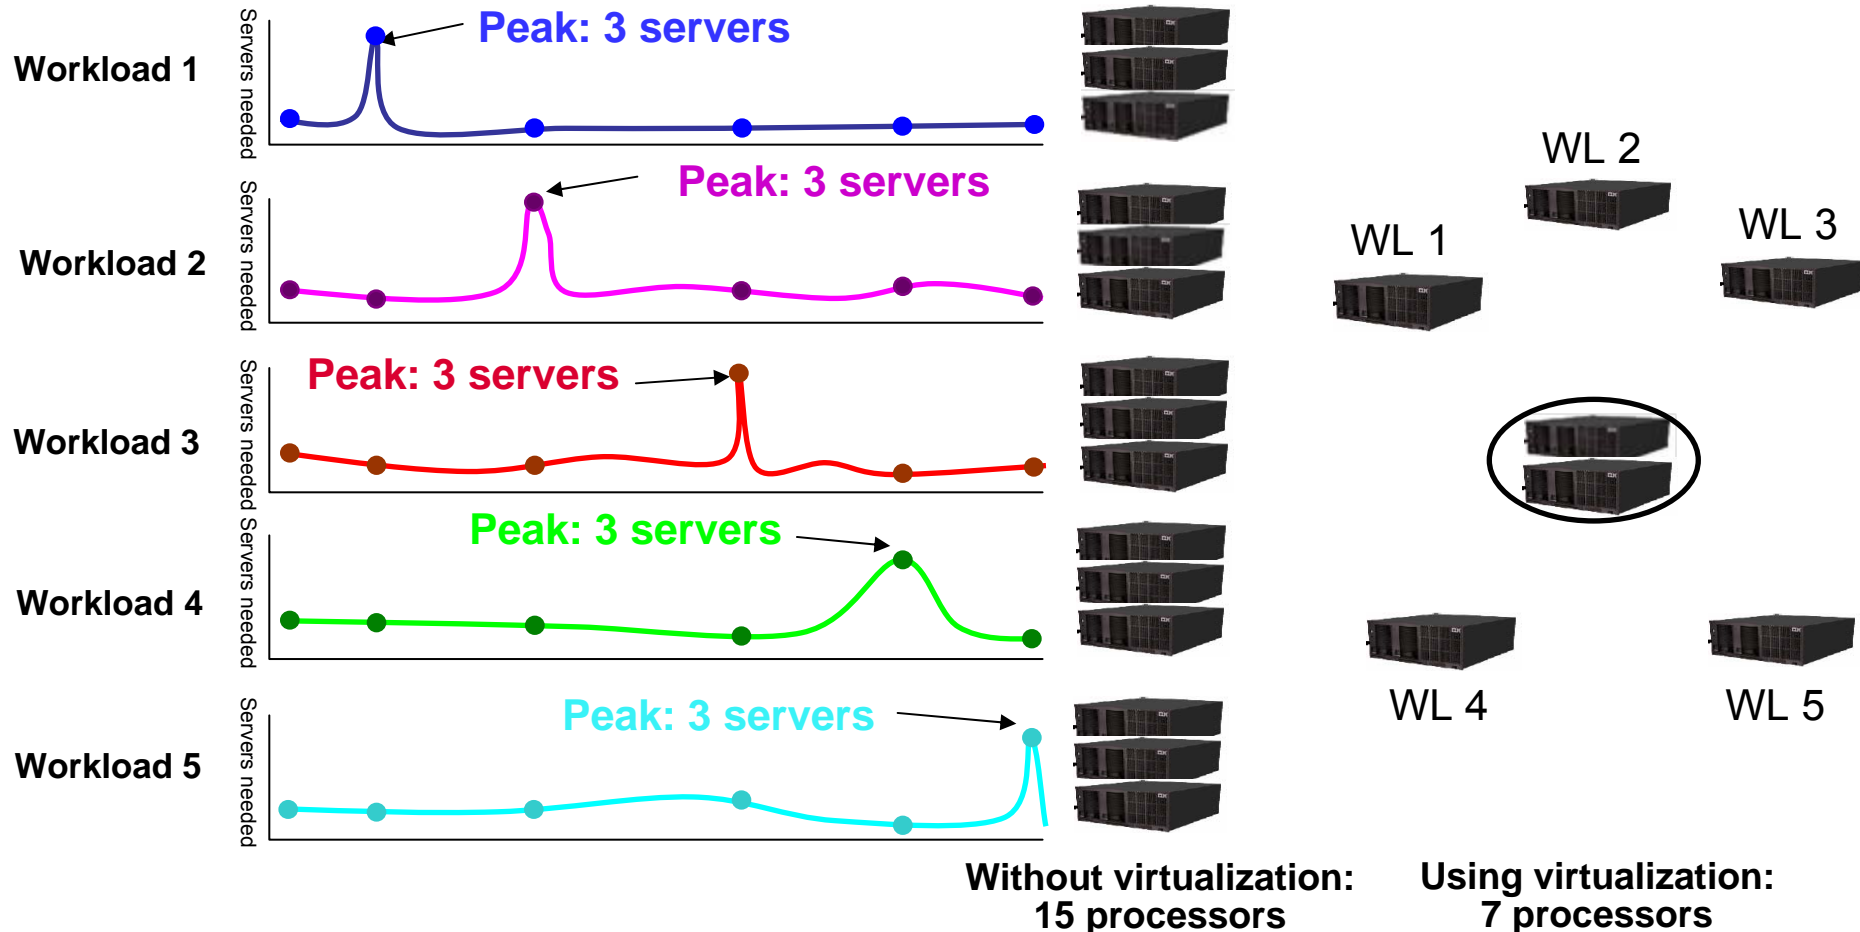 Workload 1
Servers needed
Peak: 3 servers
Workload 2
Servers needed
Peak: 3 servers
Workload 3
Servers needed
Peak: 3 servers
Workload 4
Servers needed
Peak: 3 servers
Workload 5
Servers needed
Peak: 3 servers
WL 1
WL 2
WL 3
WL 4
WL 5
Without virtualization:
15 processors
Using virtualization:
7 processors